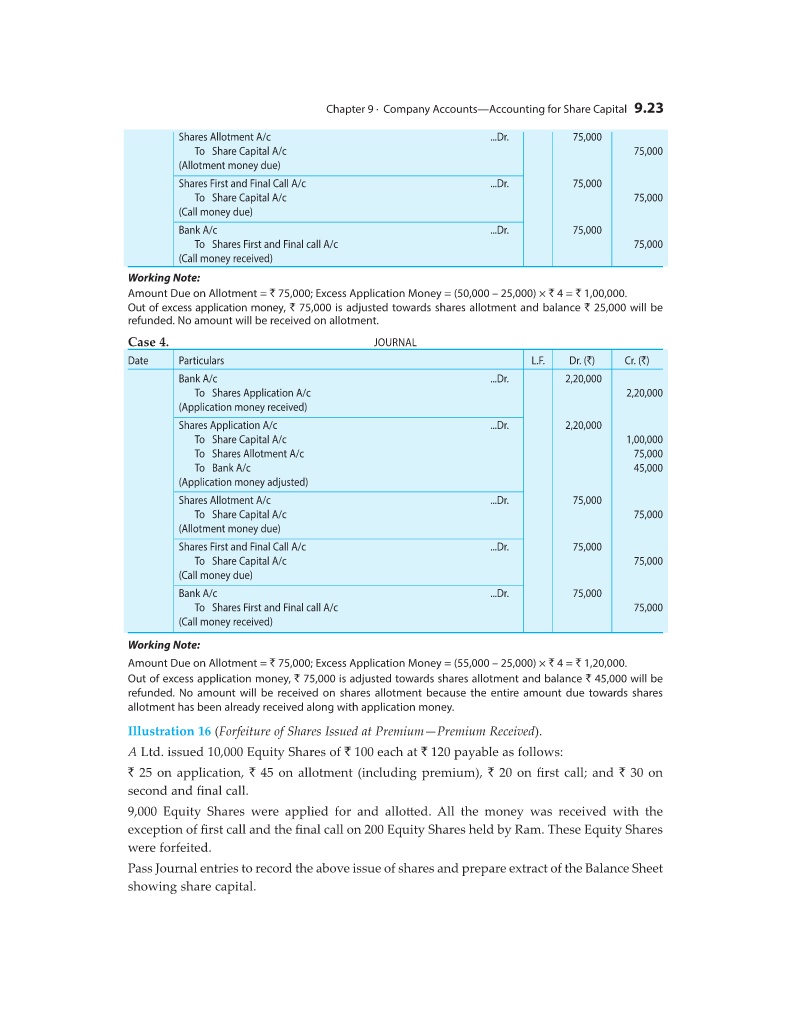 Chapter 9 · Company Accounts—Accounting for Share Capital 9.23
Shares Allotment A/c ...Dr. 75,000
To Share Capital A/c 75,000
(Allotment money due)
Shares First and Final Call A/c ...Dr. 75,000
To Share Capital A/c 75,000
(Call money due)
Bank A/c ...Dr. 75,000
To Shares First and Final call A/c 75,000
(Call money received)
Working Note:
Amount Due on Allotment = ₹ 75,000; Excess Application Money = (50,000 – 25,000) × ₹ 4 = ₹ 1,00,000.
Out of excess application money, ₹ 75,000 is adjusted towards shares allotment and balance ₹ 25,000 will be
refunded. No amount will be received on allotment.
Case 4. JOURNAL
Date Particulars L.F. Dr. (₹) Cr. (₹)
Bank A/c ...Dr. 2,20,000
To Shares Application A/c 2,20,000
(Application money received)
Shares Application A/c ...Dr. 2,20,000
To Share Capital A/c 1,00,000
To Shares Allotment A/c 75,000
To Bank A/c 45,000
(Application money adjusted)
Shares Allotment A/c ...Dr. 75,000
To Share Capital A/c 75,000
(Allotment money due)
Shares First and Final Call A/c ...Dr. 75,000
To Share Capital A/c 75,000
(Call money due)
Bank A/c ...Dr. 75,000
To Shares First and Final call A/c 75,000
(Call money received)
Working Note:
Amount Due on Allotment = ₹ 75,000; Excess Application Money = (55,000 – 25,000) × ₹ 4 = ₹ 1,20,000.
Out of excess application money, ₹ 75,000 is adjusted towards shares allotment and balance ₹ 45,000 will be
refunded. No amount will be received on shares allotment because the entire amount due towards shares
allotment has been already received along with application money.
Illustration 16 (Forfeiture of Shares Issued at Premium—Premium Received).
A Ltd. issued 10,000 Equity Shares of ₹ 100 each at ₹ 120 payable as follows:
₹ 25 on application, ₹ 45 on allotment (including premium), ₹ 20 on first call; and ₹ 30 on
second and final call.
9,000 Equity Shares were applied for and allotted. All the money was received with the
exception of first call and the final call on 200 Equity Shares held by Ram. These Equity Shares
were forfeited.
Pass Journal entries to record the above issue of shares and prepare extract of the Balance Sheet
showing share capital.